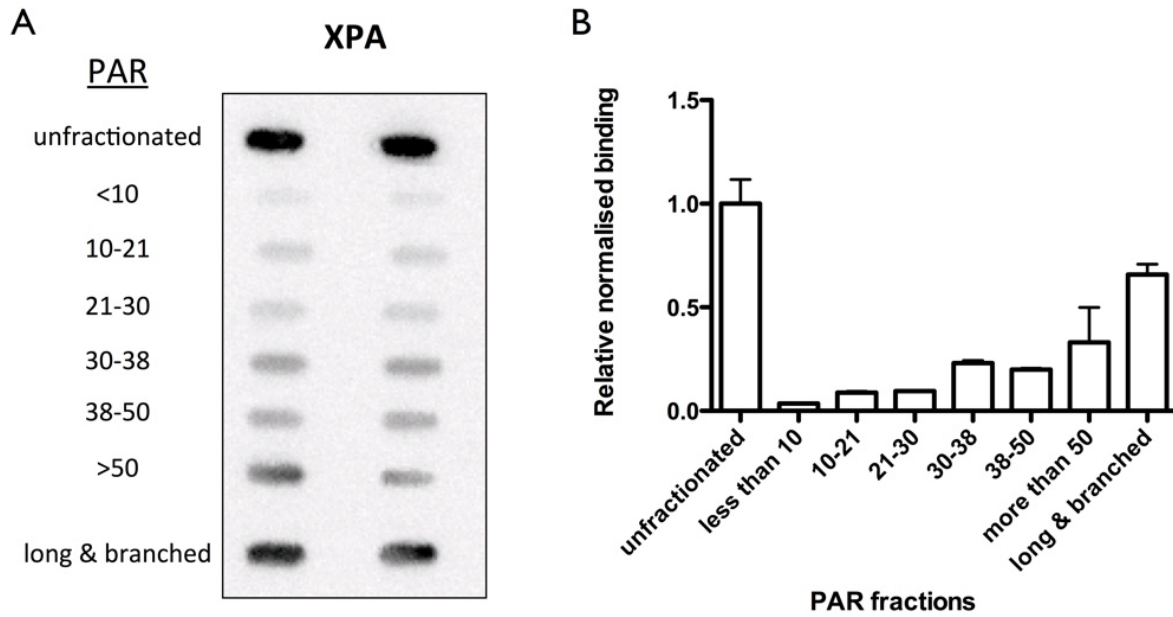 A
XPA
PAR
unfractionated
<10
10-21
21-30
30-38
38-50
>50
long & branched
B
Relative normalised binding
1.5
1.0
0.5
0.0
unfractionated
less than 10
10-21
21-30
30-38
38-50
more than 50
long & branched
PAR fractions